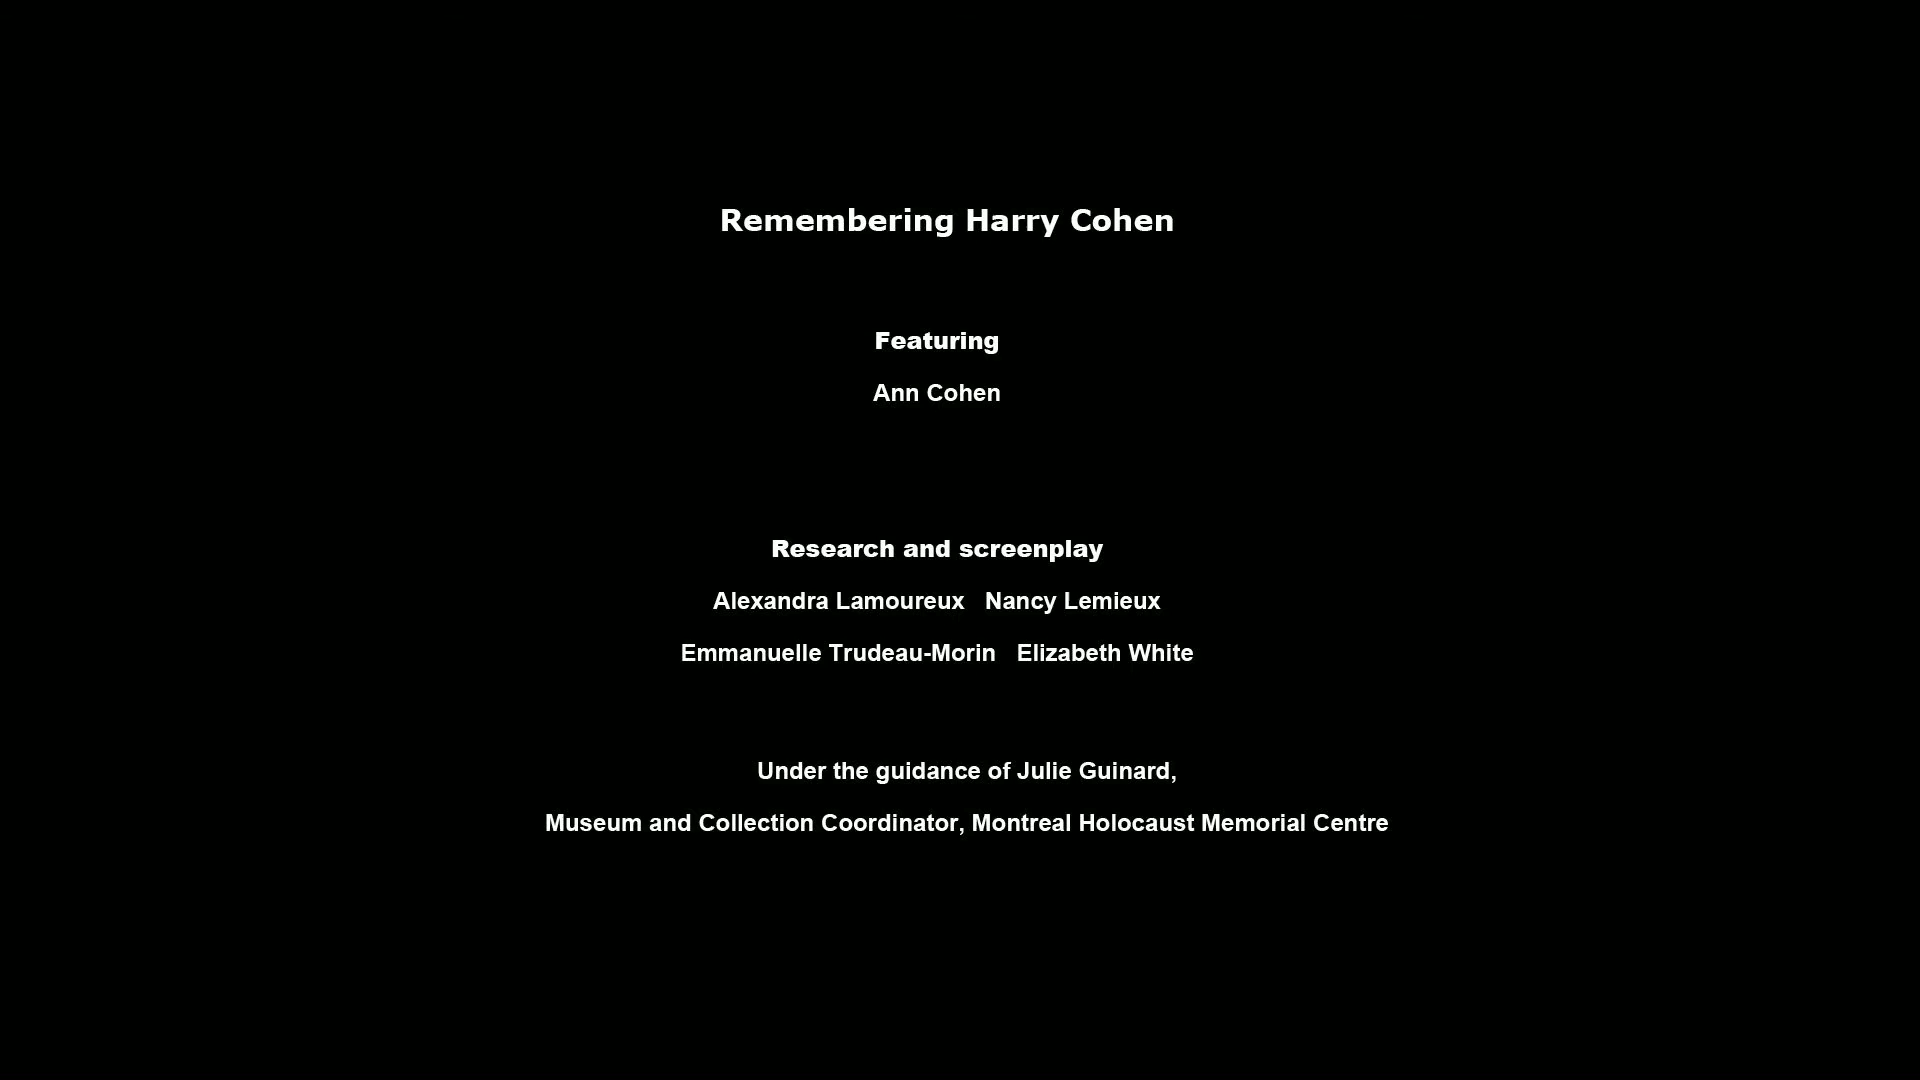 Remembering Harry Cohen
Featuring
Ann Cohen
Research and screenplay
Alexandra Lamoureux   Nancy Lemieux
Emmanuelle Trudeau-Morin   Elizabeth White
Under the guidance of Julie Guinard,
Museum and Collection Coordinator, Montreal Holocaust Memorial Centre